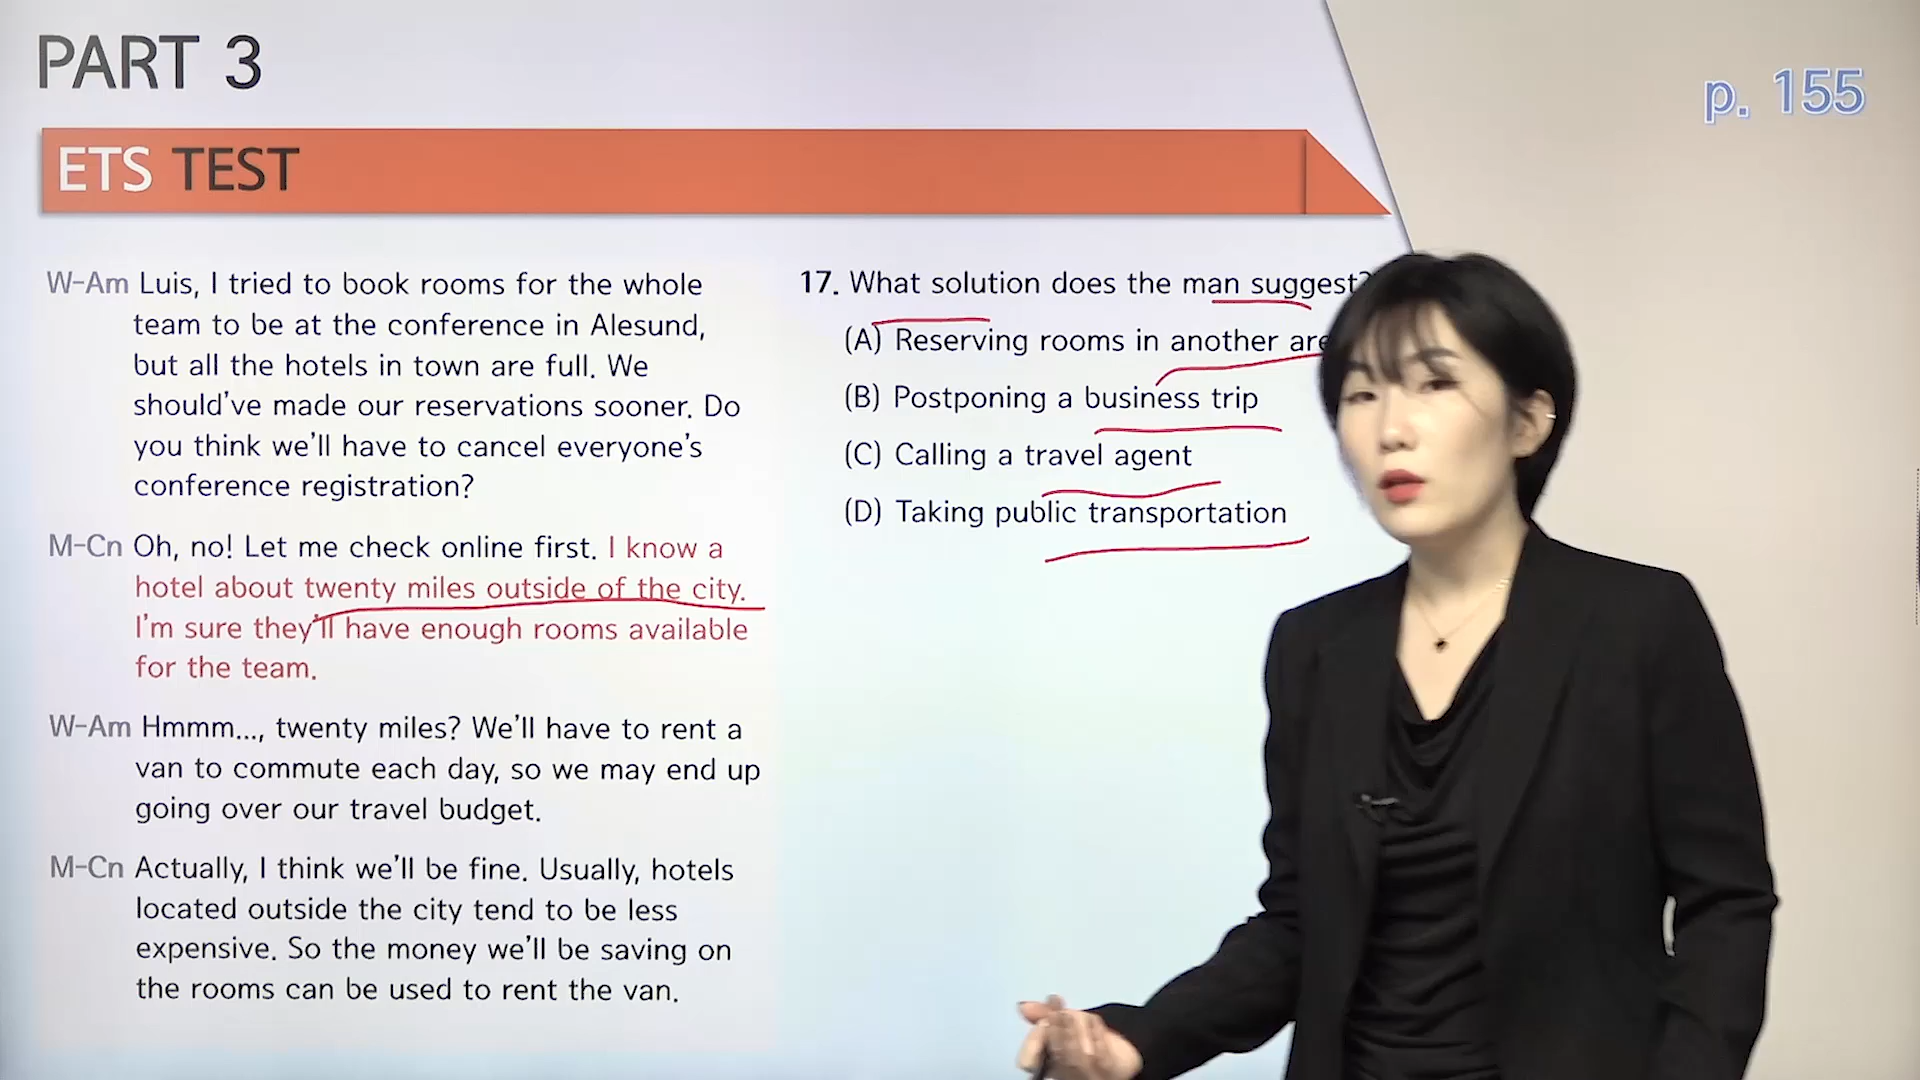 PART 3
p. 155
ETS TEST
W-Am Luis, I tried to book rooms for the whole
team to be at the conference in Alesund,
but all the hotels in town are full. We
should've made our reservations sooner. Do
you think we'll have to cancel everyone's
conference registration?
M-Cn Oh, no! Let me check online first. I know a
hotel about twenty miles outside of the city.
I'm sure they'll have enough rooms available
for the team.
W-Am Hmmm..., twenty miles? We'll have to rent a
van to commute each day, so we may end up
going over our travel budget.
M-Cn Actually, I think we'll be fine. Usually, hotels
located outside the city tend to be less
expensive. So the money we'll be saving on
the rooms can be used to rent the van.
17. What solution does the man suggest?
(A) Reserving rooms in another
(B) Postponing a business trip
(C) Calling a travel agent
(D) Taking public transportation